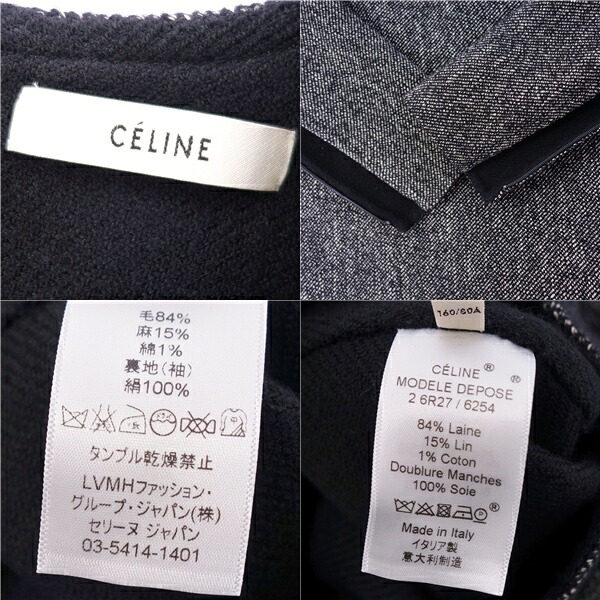 CÉLINE
毛84%
麻15%
綿1%
裏地(袖)
絹100%
タンブル乾燥禁止
LVMHファッション・
グループ・ジャパン(株)
セリーヌ ジャパン
03-5414-1401
160/80A
CÉLINE®
MODELE DEPOSE®
2 6R27 / 6254
84% Laine
15% Lin
1% Coton
Doublure Manches
100% Soie
Made in Italy
イタリア製
意大利制造